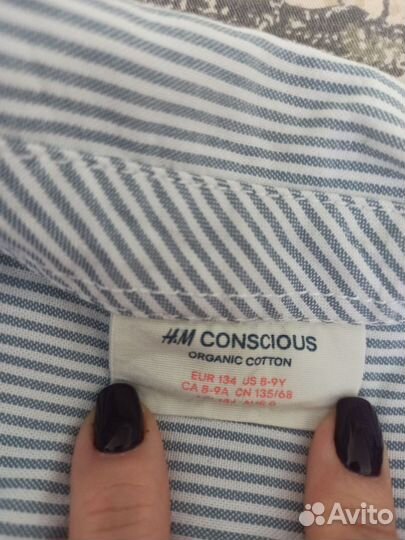 H&M CONSCIOUS
ORGANIC COTTON
EUR 134 US 8-9Y
CA 8-9A CN 135/68
Avito